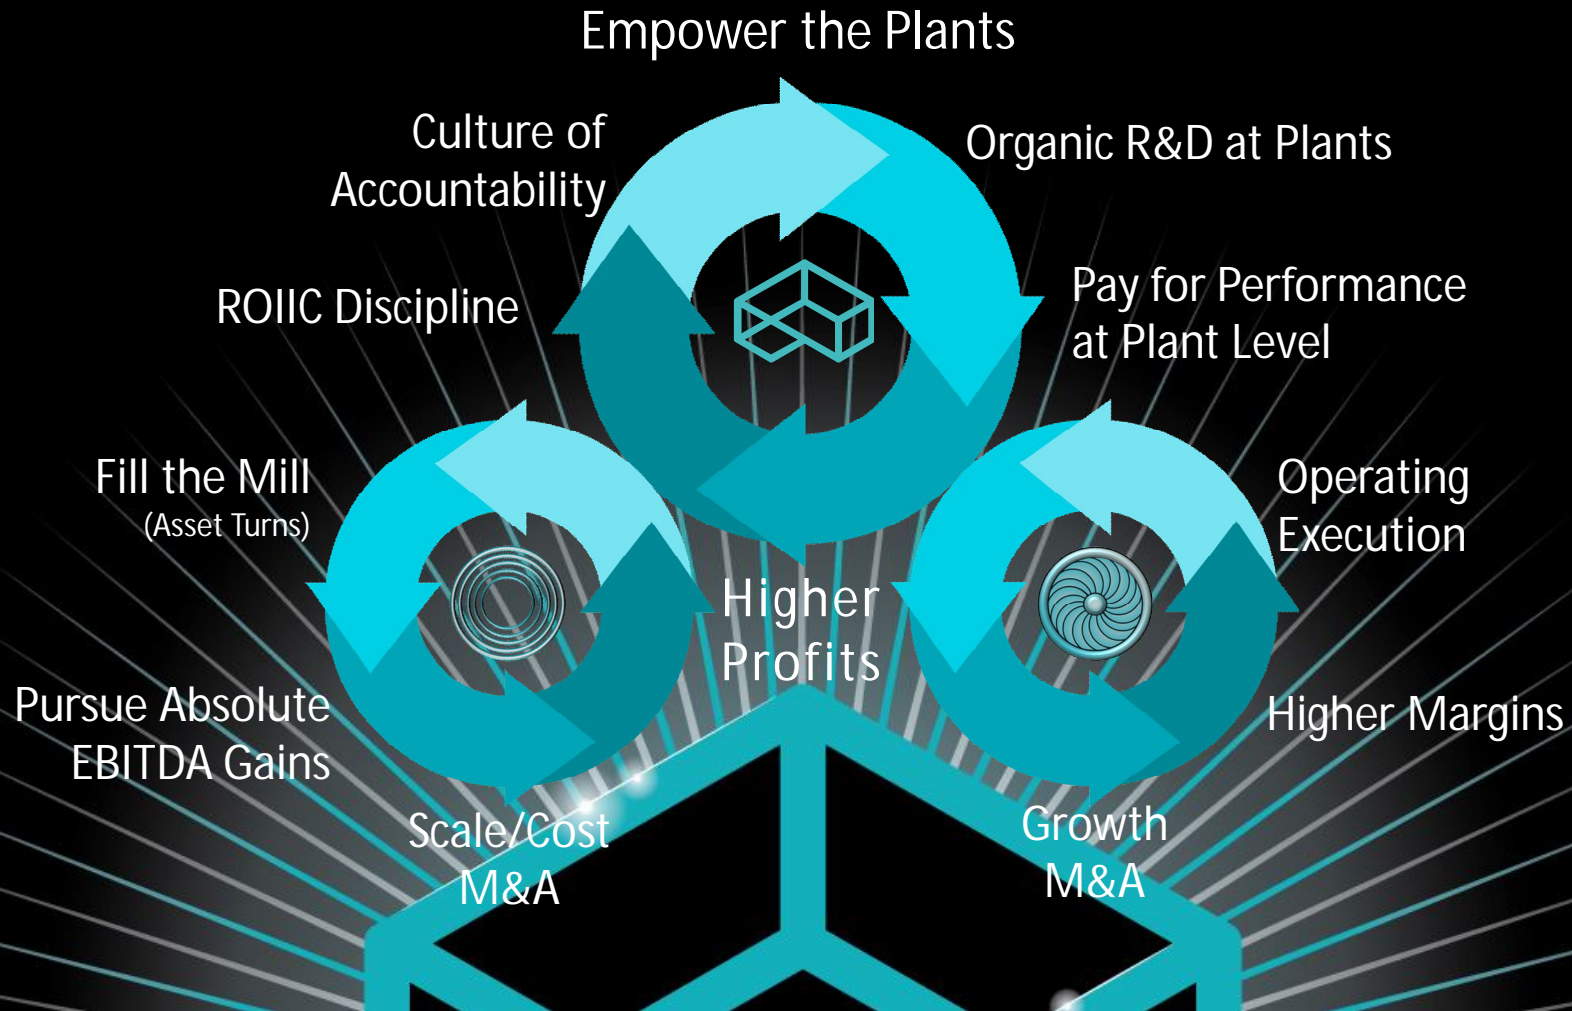 Empower the Plants
Culture of
Accountability
Organic R&D at Plants
ROIIC Discipline
Pay for Performance
at Plant Level
Fill the Mill
(Asset Turns)
Operating
Execution
Higher
Profits
Pursue Absolute
EBITDA Gains
Higher Margins
Scale/Cost
M&A
Growth
M&A